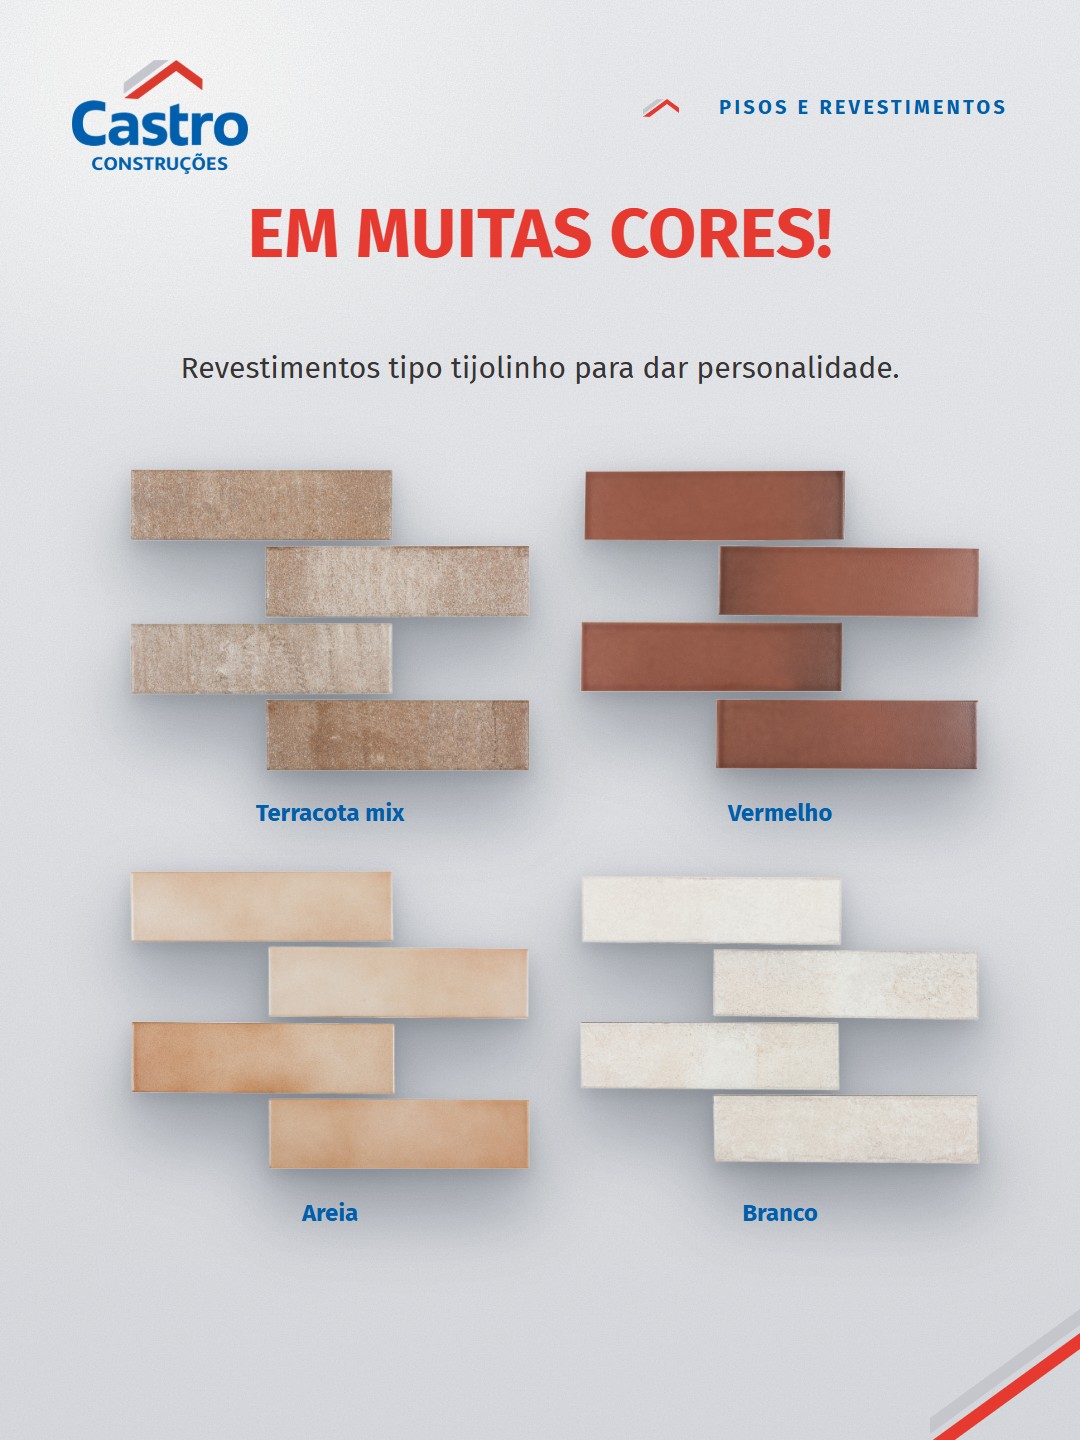 Castro
CONSTRUÇÕES
PISOS E REVESTIMENTOS
EM MUITAS CORES!
Revestimentos tipo tijolinho para dar personalidade.
Terracota mix
Vermelho
Areia
Branco